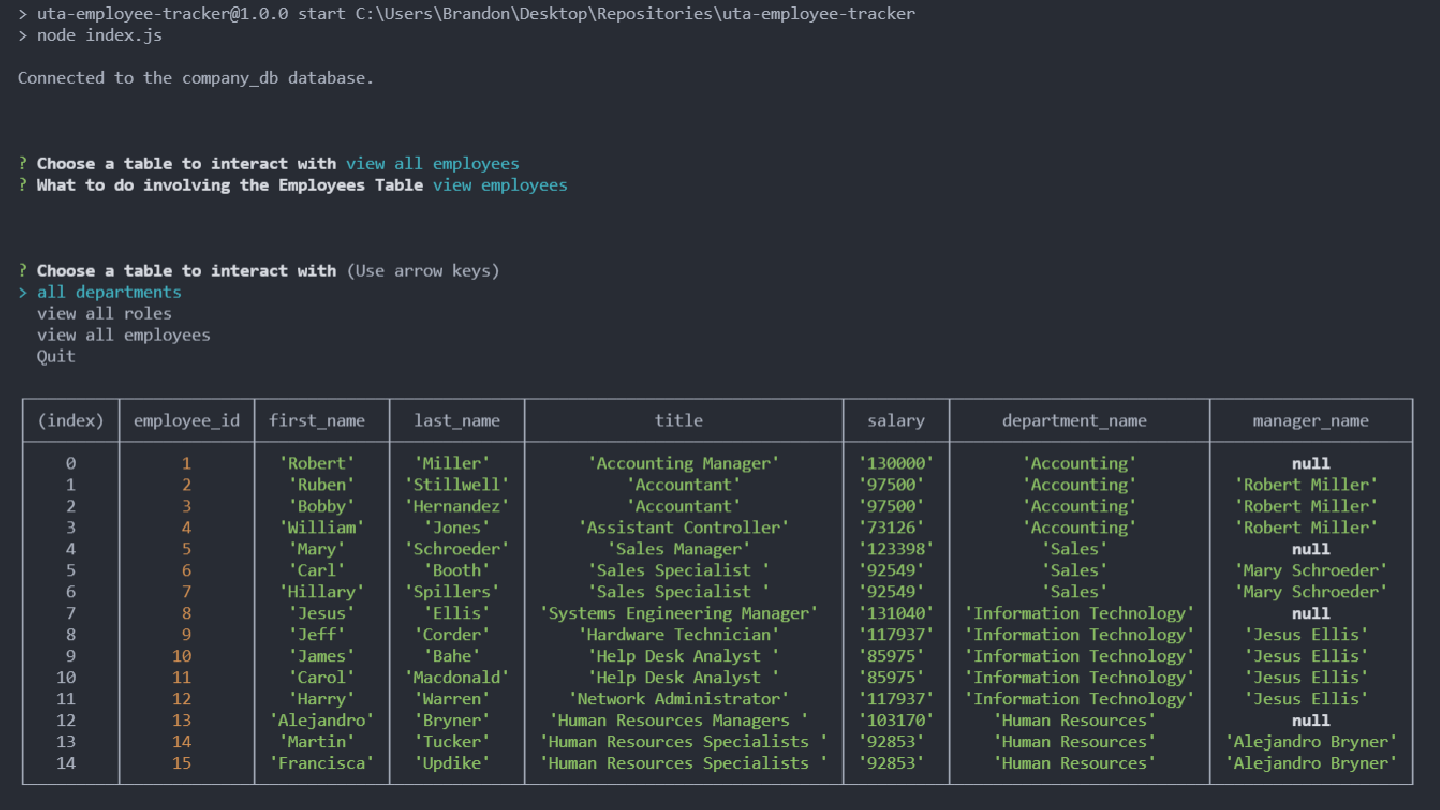 > uta-employee-tracker@1.0.0 start C:\Users\Brandon\Desktop\Repositories\uta-employee-tracker
> node index.js
Connected to the company_db database.
? Choose a table to interact with view all employees
? What to do involving the Employees Table view employees
? Choose a table to interact with (Use arrow keys)
> all departments
view all roles
view all employees
Quit
(index) employee_id first_name last_name title salary department_name manager_name
0 1 'Robert' 'Miller' 'Accounting Manager' '130000' 'Accounting' null
1 2 'Ruben' 'Stillwell' 'Accountant' '97500' 'Accounting' 'Robert Miller'
2 3 'Bobby' 'Hernandez' 'Accountant' '97500' 'Accounting' 'Robert Miller'
3 4 'William' 'Jones' 'Assistant Controller' '73126' 'Accounting' 'Robert Miller'
4 5 'Mary' 'Schroeder' 'Sales Manager' '123398' 'Sales' null
5 6 'Carl' 'Booth' 'Sales Specialist ' '92549' 'Sales' 'Mary Schroeder'
6 7 'Hillary' 'Spillers' 'Sales Specialist ' '92549' 'Sales' 'Mary Schroeder'
7 8 'Jesus' 'Ellis' 'Systems Engineering Manager' '131040' 'Information Technology' null
8 9 'Jeff' 'Corder' 'Hardware Technician' '117937' 'Information Technology' 'Jesus Ellis'
9 10 'James' 'Bahe' 'Help Desk Analyst ' '85975' 'Information Technology' 'Jesus Ellis'
10 11 'Carol' 'Macdonald' 'Help Desk Analyst ' '85975' 'Information Technology' 'Jesus Ellis'
11 12 'Harry' 'Warren' 'Network Administrator' '117937' 'Information Technology' 'Jesus Ellis'
12 13 'Alejandro' 'Bryner' 'Human Resources Managers ' '103170' 'Human Resources' null
13 14 'Martin' 'Tucker' 'Human Resources Specialists ' '92853' 'Human Resources' 'Alejandro Bryner'
14 15 'Francisca' 'Updike' 'Human Resources Specialists ' '92853' 'Human Resources' 'Alejandro Bryner'